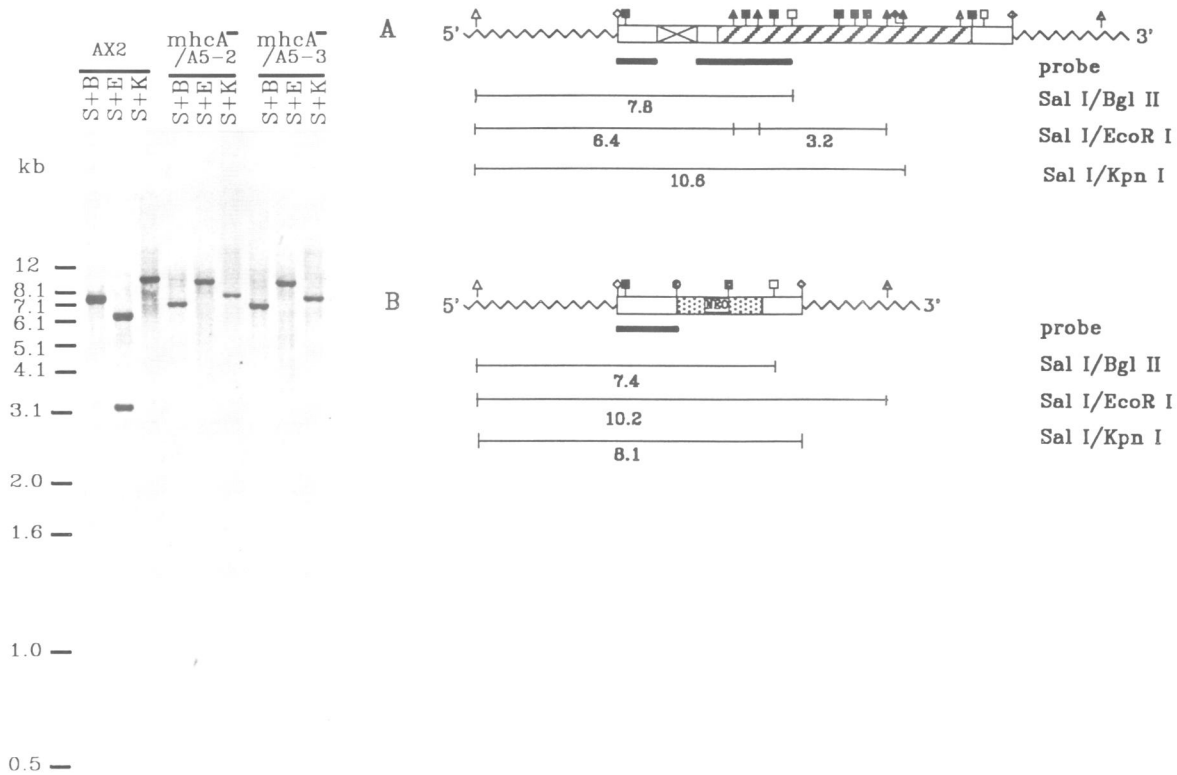 AX2
mhcA⁻
/A5-2
mhcA⁻
/A5-3
S+B
S+E
S+K
S+B
S+E
S+K
S+B
S+E
S+K
kb
12
8.1
7.1
6.1
5.1
4.1
3.1
2.0
1.6
1.0
0.5
A
5'
3'
probe
7.8
Sal I/Bgl II
6.4
3.2
Sal I/EcoR I
10.6
Sal I/Kpn I
B
5'
NEO
3'
probe
7.4
Sal I/Bgl II
10.2
Sal I/EcoR I
8.1
Sal I/Kpn I